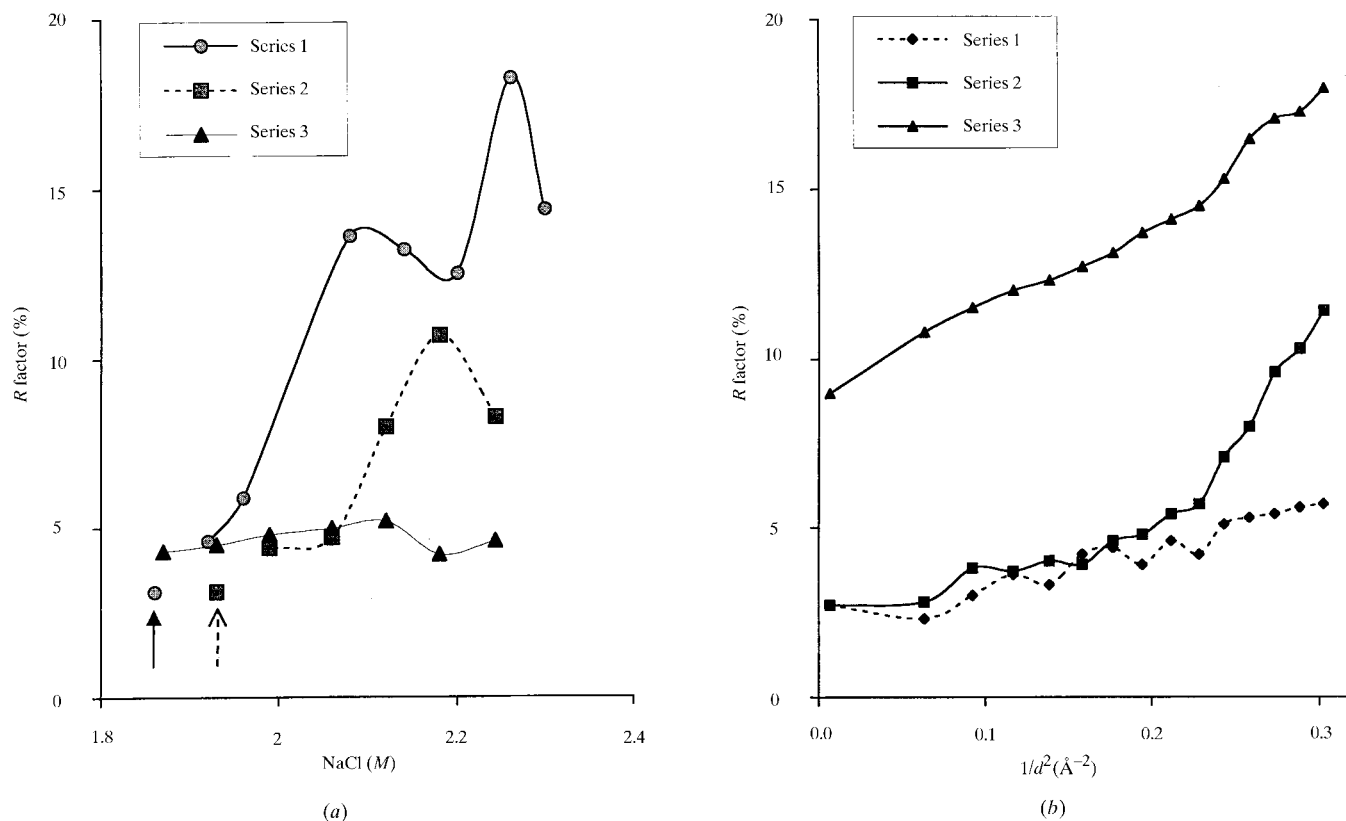 20
15
10
5
0
R factor (%)
Series 1
Series 2
Series 3
1.8
2
2.2
2.4
NaCl (M)
(a)
20
15
10
5
0
R factor (%)
Series 1
Series 2
Series 3
0.0
0.1
0.2
0.3
1/d² (Å⁻²)
(b)